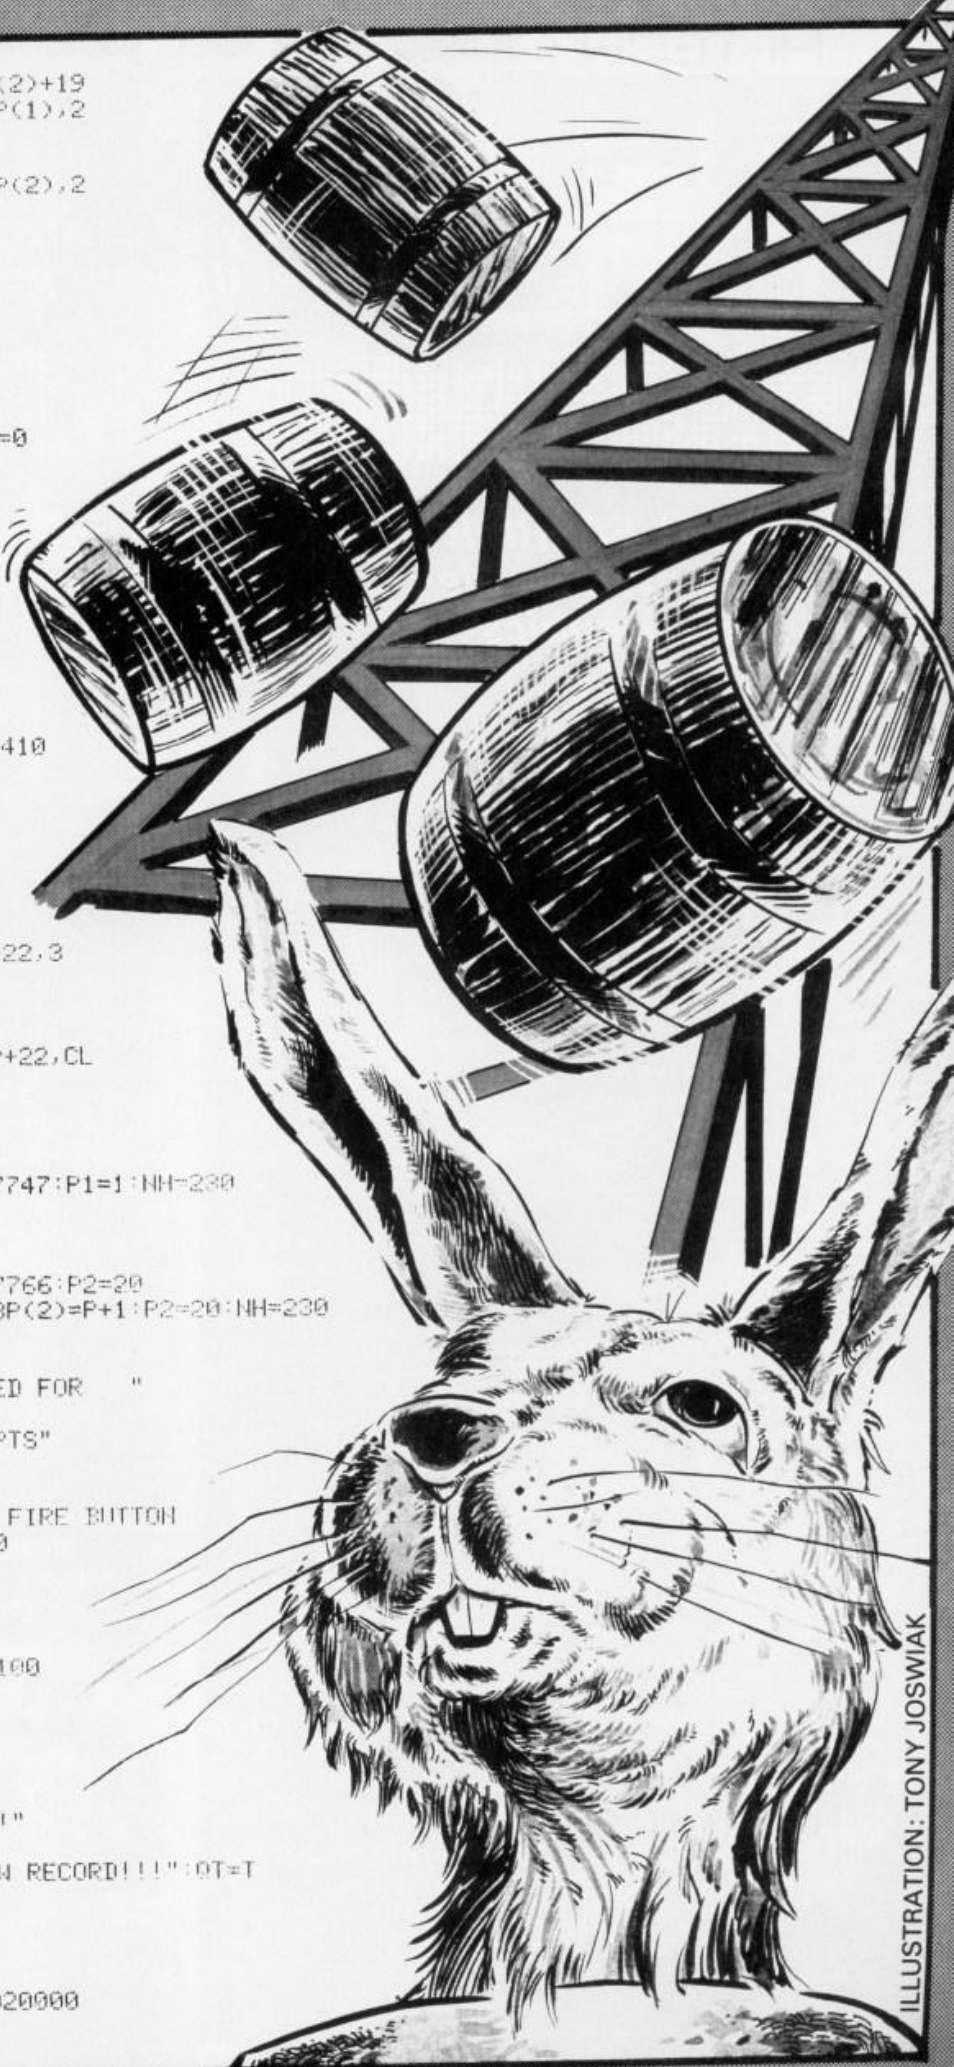 (2)+19
P(1),2
P(2),2
=0
410
22,3
+22,CL
7747:P1=1:NH=230
7766:P2=20
BP(2)=P+1:P2=20:NH=230
ED FOR "
PTS"
FIRE BUTTON
0
100
!"
W RECORD!!!":QT=T
020900
ILLUSTRATION: TONY JOSWIAK